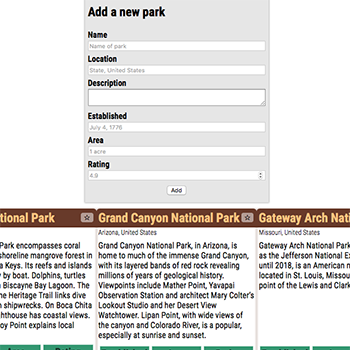 Add a new park
Name
Name of park
Location
State, United States
Description
Established
July 4, 1776
Area
1 acre
Rating
4.9
Add
tional Park
Park encompasses coral
shoreline mangrove forest in
a Keys. Its reefs and islands
by boat. Dolphins, turtles
n Biscayne Bay Lagoon. The
e Heritage Trail links dive
n shipwrecks. On Boca Chita
hthouse has coastal views.
oy Point explains local
Grand Canyon National Park
Arizona, United States
Grand Canyon National Park, in Arizona, is
home to much of the immense Grand Canyon,
with its layered bands of red rock revealing
millions of years of geological history.
Viewpoints include Mather Point, Yavapai
Observation Station and architect Mary Colter's
Lookout Studio and her Desert View
Watchtower. Lipan Point, with wide views of
the canyon and Colorado River, is a popular,
especially at sunrise and sunset.
Gateway Arch Nati
Missouri, United States
Gateway Arch National Park
as the Jefferson National Ex
until 2018, is an American n
located in St. Louis, Missour
point of the Lewis and Clark